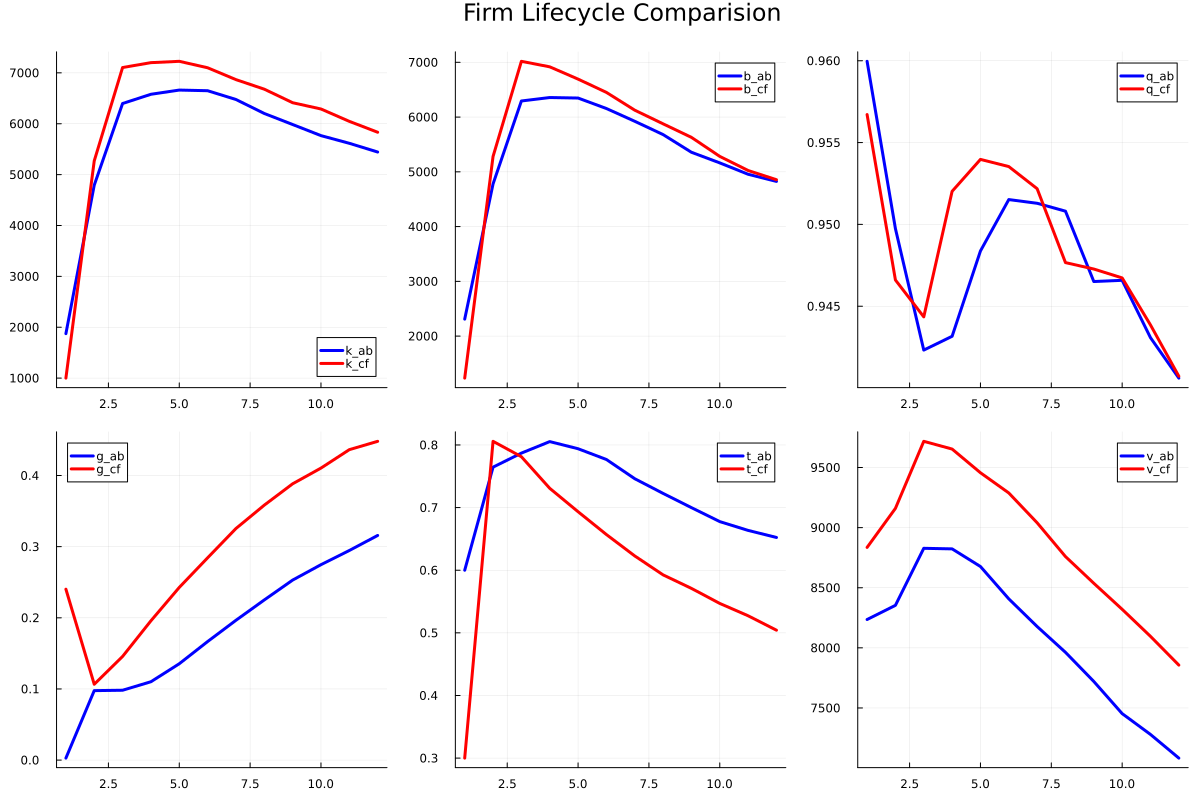 Firm Lifecycle Comparision
7000
6000
5000
4000
3000
2000
1000
2.5 5.0 7.5 10.0
k_ab
k_cf
7000
6000
5000
4000
3000
2000
2.5 5.0 7.5 10.0
b_ab
b_cf
0.960
0.955
0.950
0.945
2.5 5.0 7.5 10.0
q_ab
q_cf
0.4
0.3
0.2
0.1
0.0
2.5 5.0 7.5 10.0
g_ab
g_cf
0.8
0.7
0.6
0.5
0.4
0.3
2.5 5.0 7.5 10.0
t_ab
t_cf
9500
9000
8500
8000
7500
2.5 5.0 7.5 10.0
v_ab
v_cf